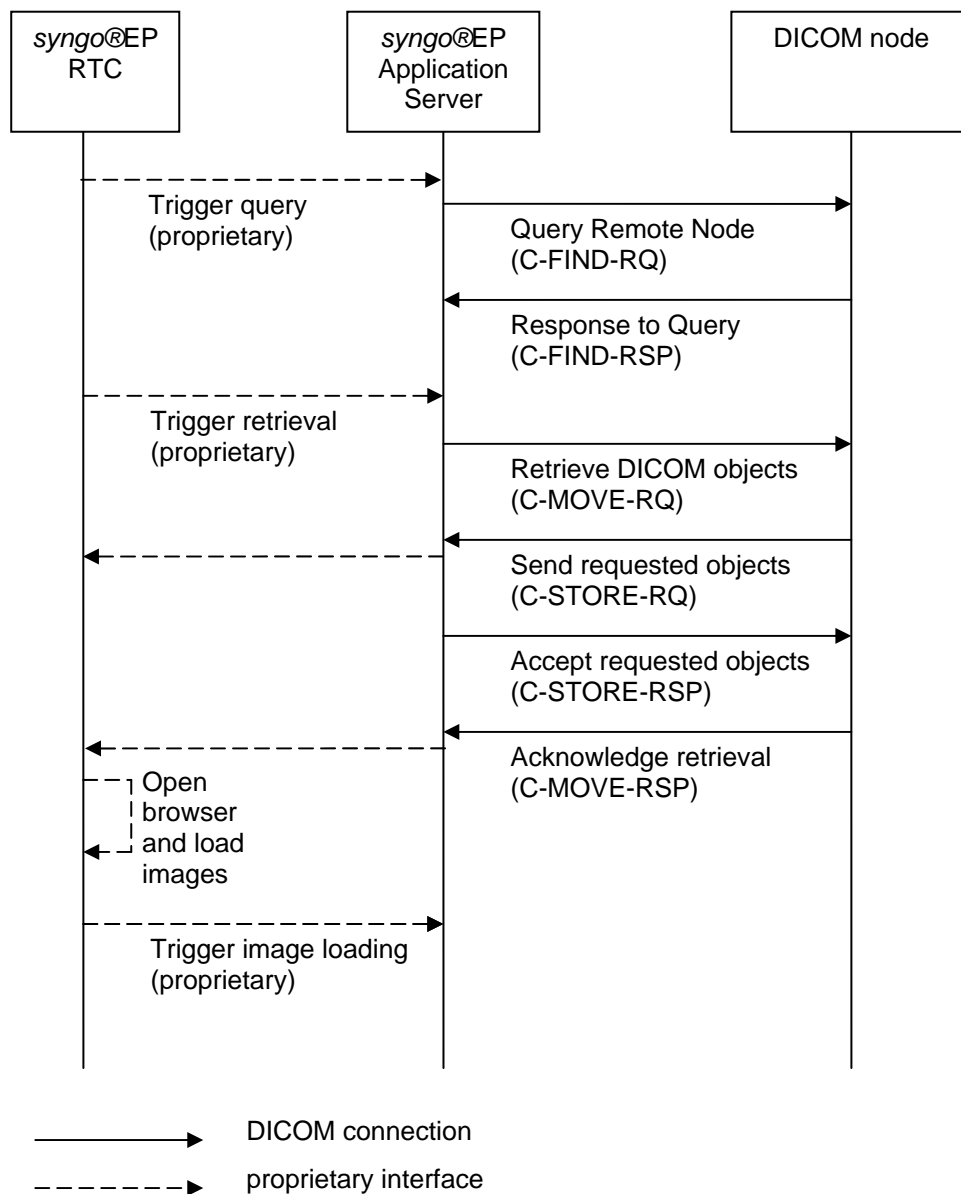 syngo®EP
RTC
syngo®EP
Application
Server
DICOM node
Trigger query
(proprietary)
Query Remote Node
(C-FIND-RQ)
Response to Query
(C-FIND-RSP)
Trigger retrieval
(proprietary)
Retrieve DICOM objects
(C-MOVE-RQ)
Send requested objects
(C-STORE-RQ)
Accept requested objects
(C-STORE-RSP)
Acknowledge retrieval
(C-MOVE-RSP)
Open
browser
and load
images
Trigger image loading
(proprietary)
DICOM connection
proprietary interface